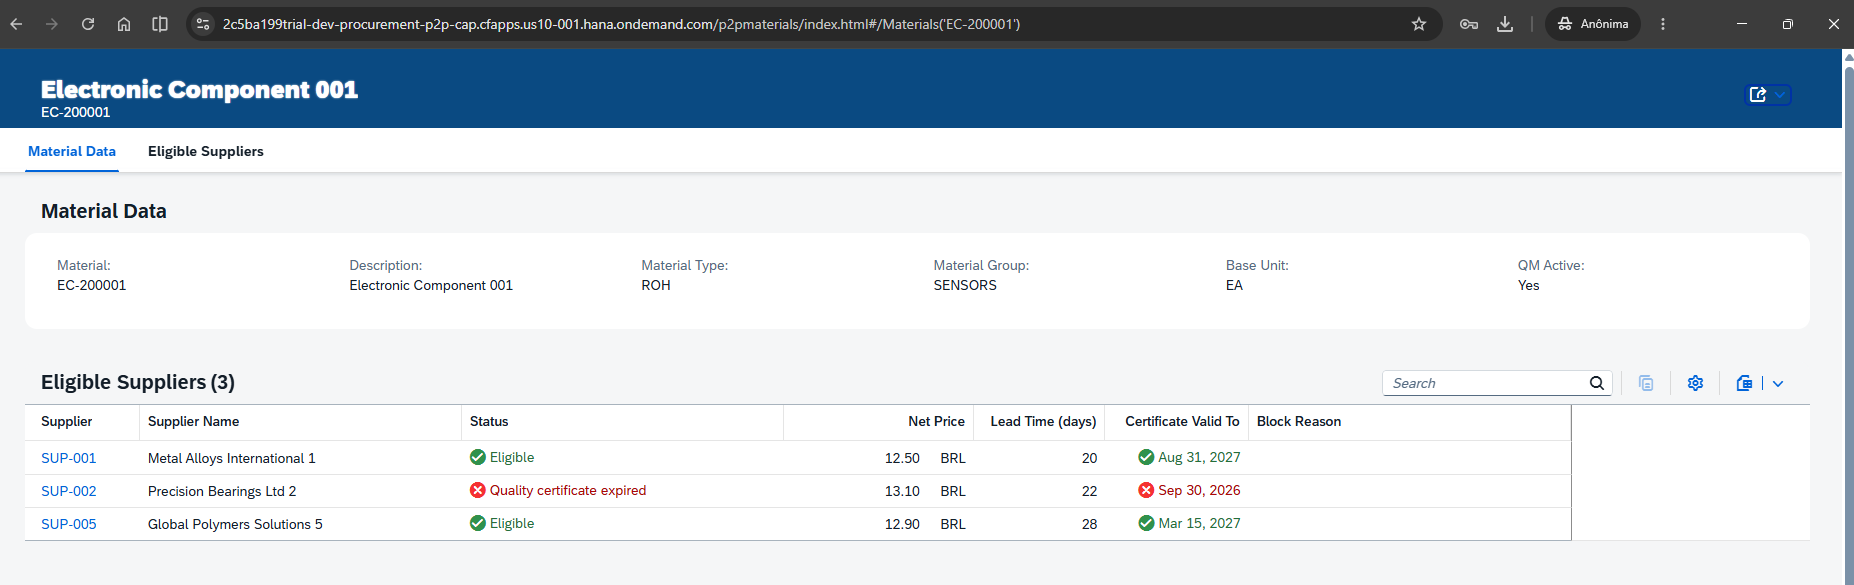 2c5ba199trial-dev-procurement-p2p-cap.cfapps.us10-001.hana.ondemand.com/p2pmaterials/index.html#/Materials('EC-200001')
Anônima
Electronic Component 001
EC-200001
Material Data Eligible Suppliers
Material Data
Material: Description: Material Type: Material Group: Base Unit: QM Active:
EC-200001 Electronic Component 001 ROH SENSORS EA Yes
Eligible Suppliers (3) Search
Supplier Supplier Name Status Net Price Lead Time (days) Certificate Valid To Block Reason
SUP-001 Metal Alloys International 1 Eligible 12.50 BRL 20 Aug 31, 2027
SUP-002 Precision Bearings Ltd 2 Quality certificate expired 13.10 BRL 22 Sep 30, 2026
SUP-005 Global Polymers Solutions 5 Eligible 12.90 BRL 28 Mar 15, 2027